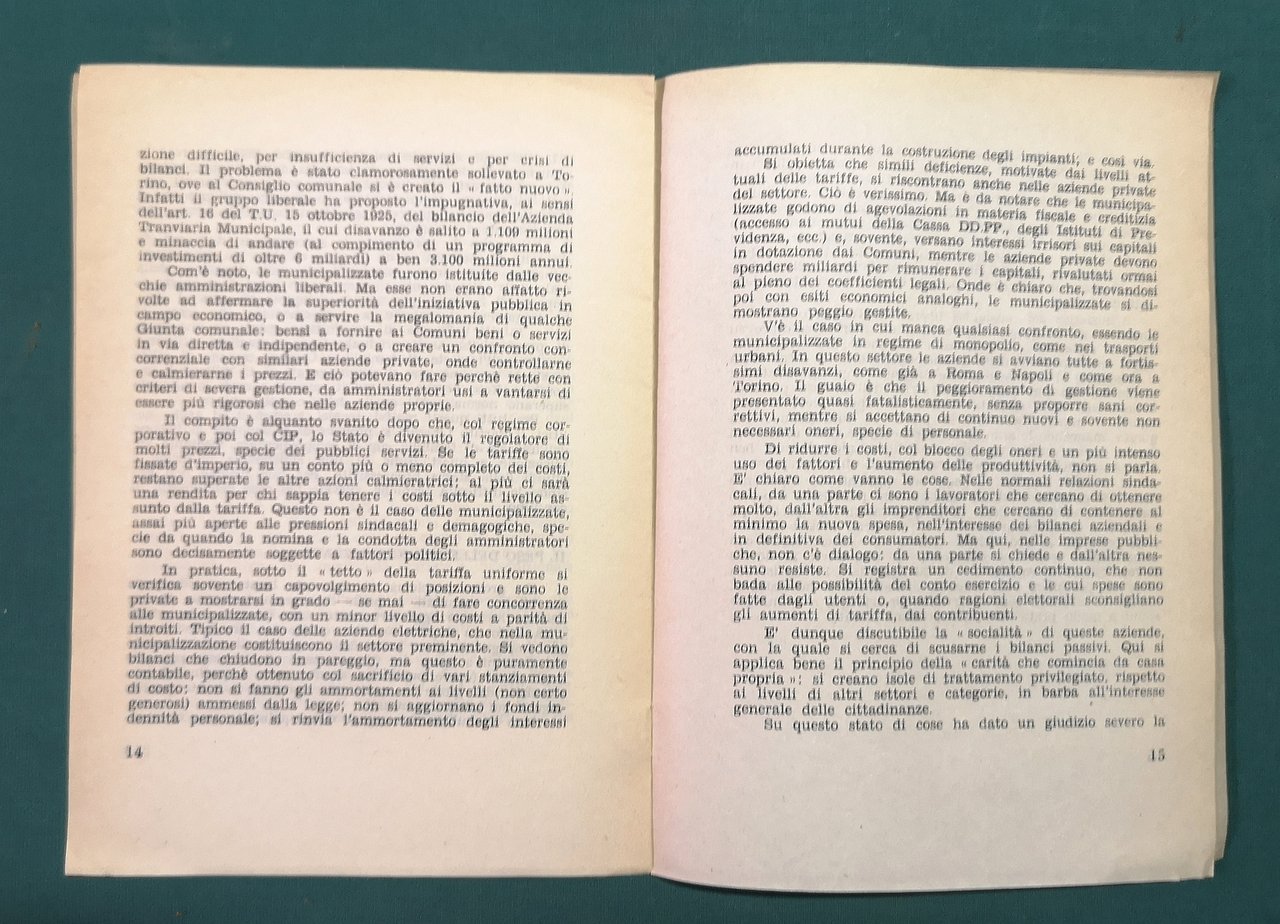 zione difficile, per insufficienza di servizi e per crisi di
bilanci. Il problema è stato clamorosamente sollevato a To-
rino, ove al Consiglio comunale si è creato il « fatto nuovo ».
Infatti il gruppo liberale ha proposto l'impugnativa, ai sensi
dell'art. 16 del T.U. 15 ottobre 1925, del bilancio dell'Azienda
Tranviaria Municipale, il cui disavanzo è salito a 1.100 milioni
e minaccia di andare (al compimento di un programma di
investimenti di oltre 6 miliardi) a ben 3.100 milioni annui.
Com'è noto, le municipalizzate furono istituite dalle vec-
chie amministrazioni liberali. Ma esse non erano affatto ri-
volte ad affermare la superiorità dell'iniziativa pubblica in
campo economico, o a servire la megalomania di qualche
Giunta comunale: bensì a fornire ai Comuni beni o servizi
in via diretta e indipendente, o a creare un confronto con-
correnziale con similari aziende private, onde controllarne
e calmierarne i prezzi. E ciò potevano fare perchè rette con
criteri di severa gestione, da amministratori usi a vantarsi di
essere più rigorosi che nelle aziende proprie.
Il compito è alquanto svanito dopo che, col regime cor-
porativo e poi col CIP, lo Stato è divenuto il regolatore di
molti prezzi, specie dei pubblici servizi. Se le tariffe sono
fissate d'imperio, su un conto più o meno completo dei costi,
restano superate le altre azioni calmieratrici; al più ci sarà
una rendita per chi sappia tenere i costi sotto il livello as-
sunto dalla tariffa. Questo non è il caso delle municipalizzate,
assai più aperte alle pressioni sindacali e demagogiche, spe-
cie da quando la nomina e la condotta degli amministratori
sono decisamente soggette a fattori politici.
In pratica, sotto il « tetto » della tariffa uniforme si
verifica sovente un capovolgimento di posizioni e sono le
private a mostrarsi in grado — se mai — di fare concorrenza
alle municipalizzate, con un minor livello di costi a parità di
introiti. Tipico il caso delle aziende elettriche, che nella mu-
nicipalizzazione costituiscono il settore preminente. Si vedono
bilanci che chiudono in pareggio, ma questo è puramente
contabile, perchè ottenuto col sacrificio di vari stanziamenti
di costo: non si fanno gli ammortamenti ai livelli (non certo
generosi) ammessi dalla legge; non si aggiornano i fondi in-
dennità personale; si rinvia l'ammortamento degli interessi
14
accumulati durante la costruzione degli impianti; e così via.
Si obietta che simili deficienze, motivate dai livelli at-
tuali delle tariffe, si riscontrano anche nelle aziende private
del settore. Ciò è verissimo. Ma è da notare che le municipa-
lizzate godono di agevolazioni in materia fiscale e creditizia
(accesso ai mutui della Cassa DD.PP., degli Istituti di Pre-
videnza, ecc.) e, sovente, versano interessi irrisori sui capitali
in dotazione dai Comuni, mentre le aziende private devono
spendere miliardi per rimunerare i capitali, rivalutati ormai
al pieno dei coefficienti legali. Onde è chiaro che, trovandosi
poi con esiti economici analoghi, le municipalizzate si di-
mostrano peggio gestite.
V'è il caso in cui manca qualsiasi confronto, essendo le
municipalizzate in regime di monopolio, come nei trasporti
urbani. In questo settore le aziende si avviano tutte a fortis-
simi disavanzi, come già a Roma e Napoli e come ora a
Torino. Il guaio è che il peggioramento di gestione viene
presentato quasi fatalisticamente, senza proporre sani cor-
rettivi, mentre si accettano di continuo nuovi e sovente non
necessari oneri, specie di personale.
Di ridurre i costi, col blocco degli oneri e un più intenso
uso dei fattori e l'aumento delle produttività, non si parla.
E' chiaro come vanno le cose. Nelle normali relazioni sinda-
cali, da una parte ci sono i lavoratori che cercano di ottenere
molto, dall'altra gli imprenditori che cercano di contenere al
minimo la nuova spesa, nell'interesse dei bilanci aziendali e
in definitiva dei consumatori. Ma qui, nelle imprese pubbli-
che, non c'è dialogo: da una parte si chiede e dall'altra nes-
suno resiste. Si registra un cedimento continuo, che non
bada alle possibilità del conto esercizio e le cui spese sono
fatte dagli utenti o, quando ragioni elettorali sconsigliano
gli aumenti di tariffa, dai contribuenti.
E' dunque discutibile la « socialità » di queste aziende,
con la quale si cerca di scusarne i bilanci passivi. Qui si
applica bene il principio della « carità che comincia da casa
propria »: si creano isole di trattamento privilegiato, rispetto
ai livelli di altri settori e categorie, in barba all'interesse
generale delle cittadinanze.
Su questo stato di cose ha dato un giudizio severo la
15